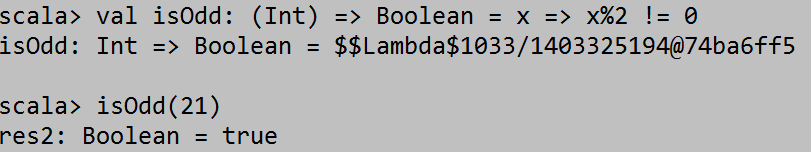 scala> val isOdd: (Int) => Boolean = x => x%2 != 0
isOdd: Int => Boolean = $$Lambda$1033/1403325194@74ba6ff5
scala> isOdd(21)
res2: Boolean = true